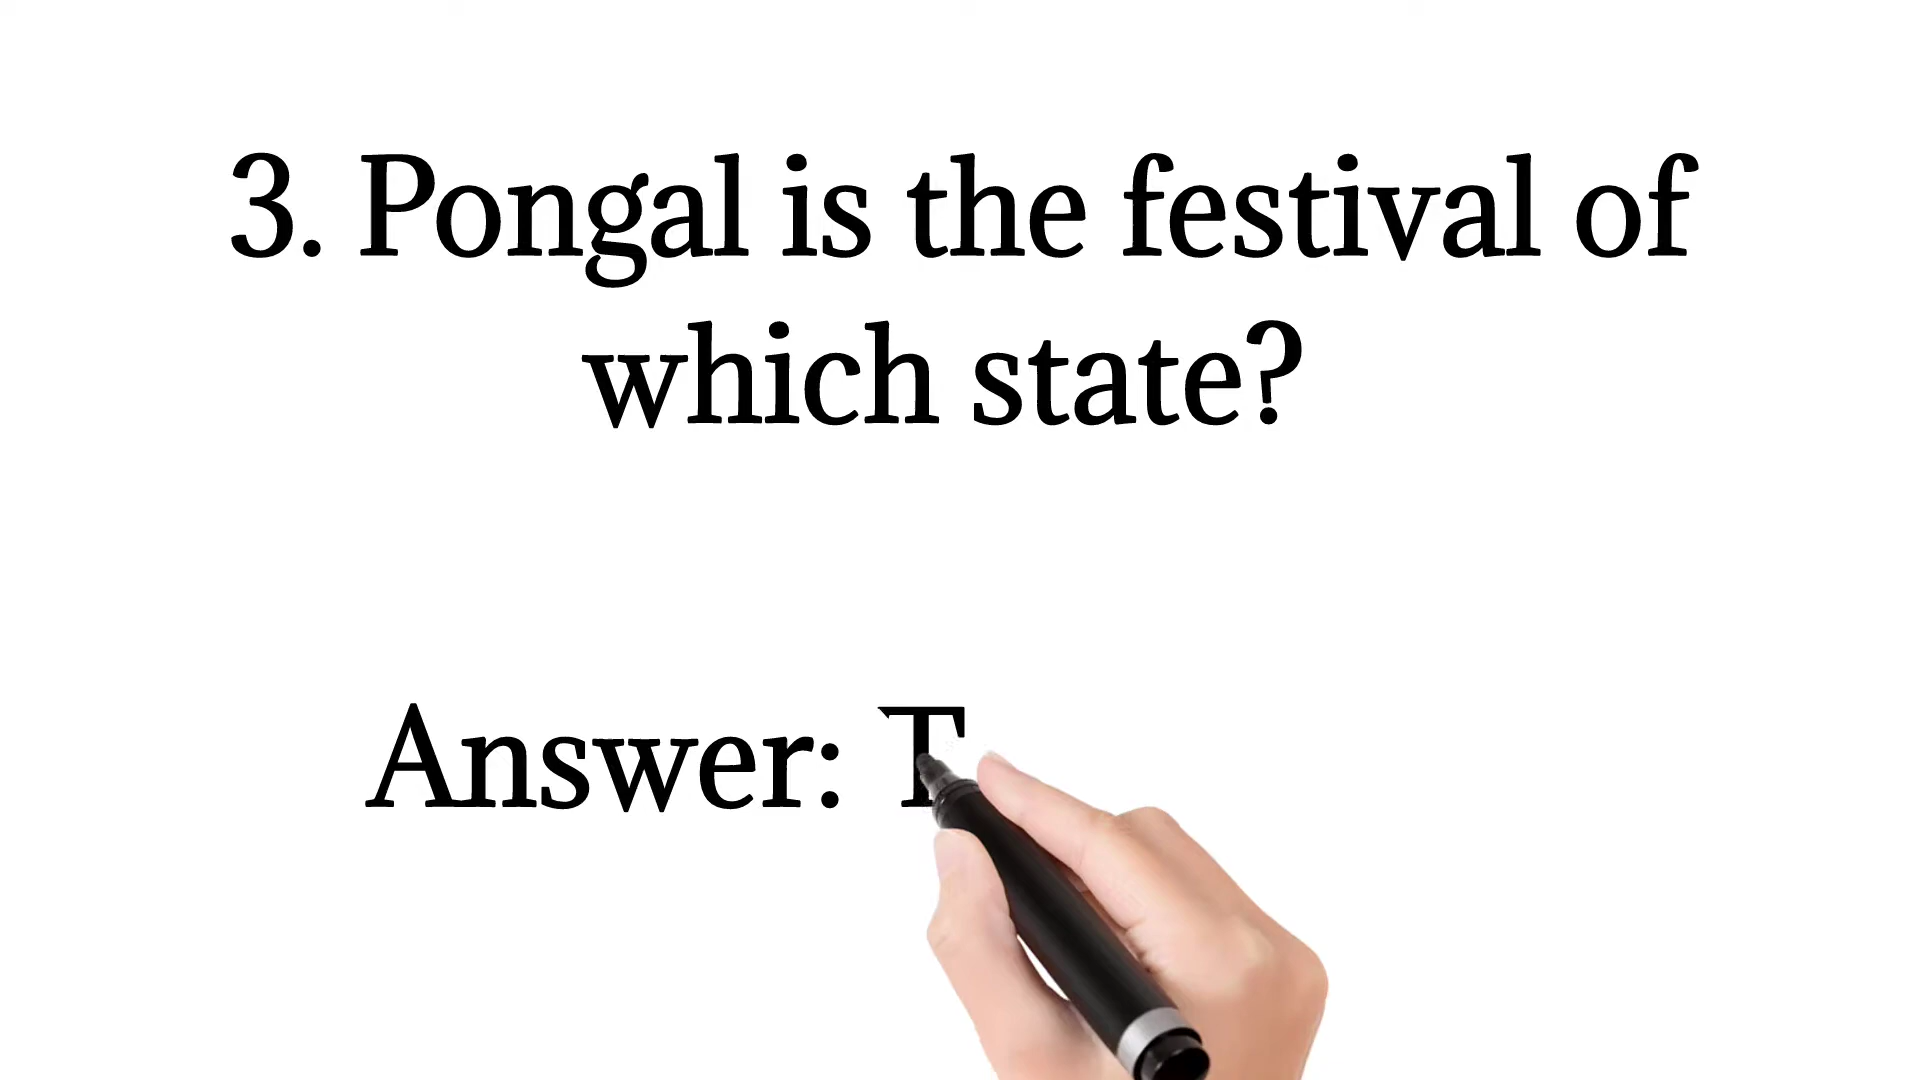 3. Pongal is the festival of
which state?
Answer: T